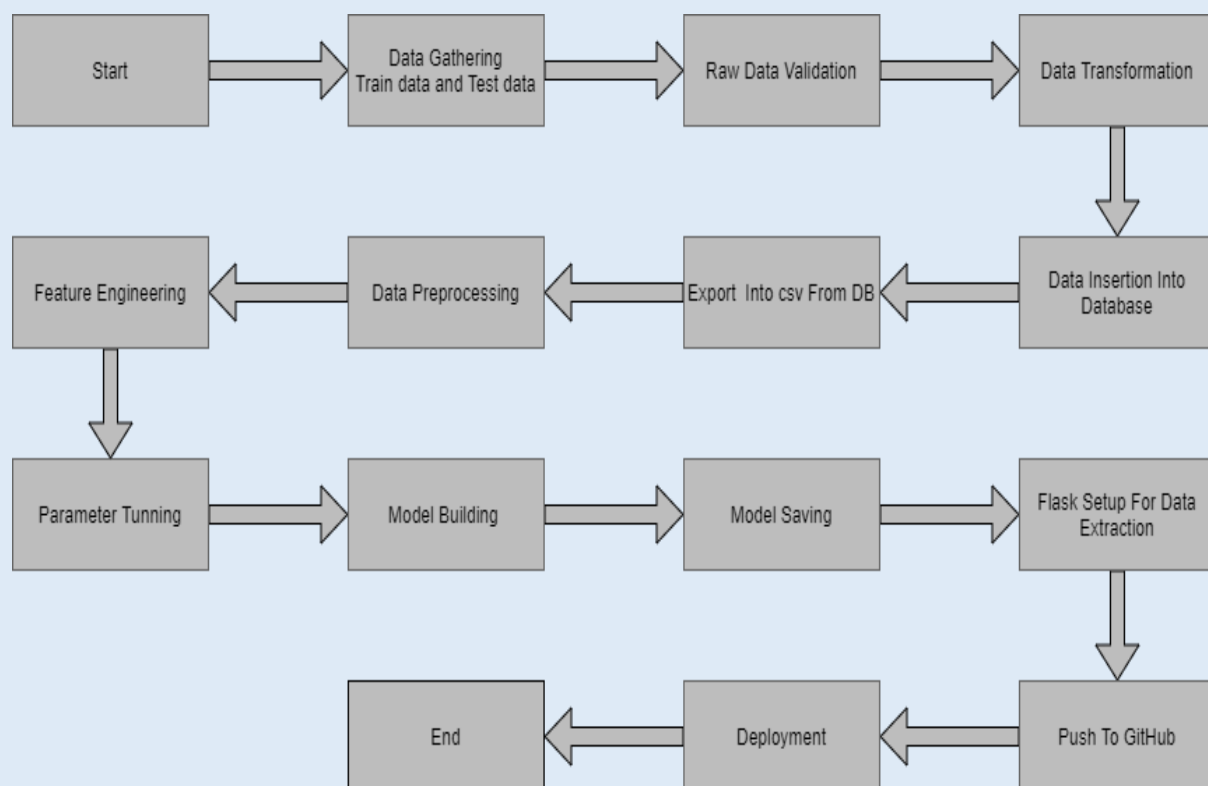 Start
Data Gathering
Train data and Test data
Raw Data Validation
Data Transformation
Data Insertion Into
Database
Export Into csv From DB
Data Preprocessing
Feature Engineering
Parameter Tunning
Model Building
Model Saving
Flask Setup For Data
Extraction
Push To GitHub
Deployment
End